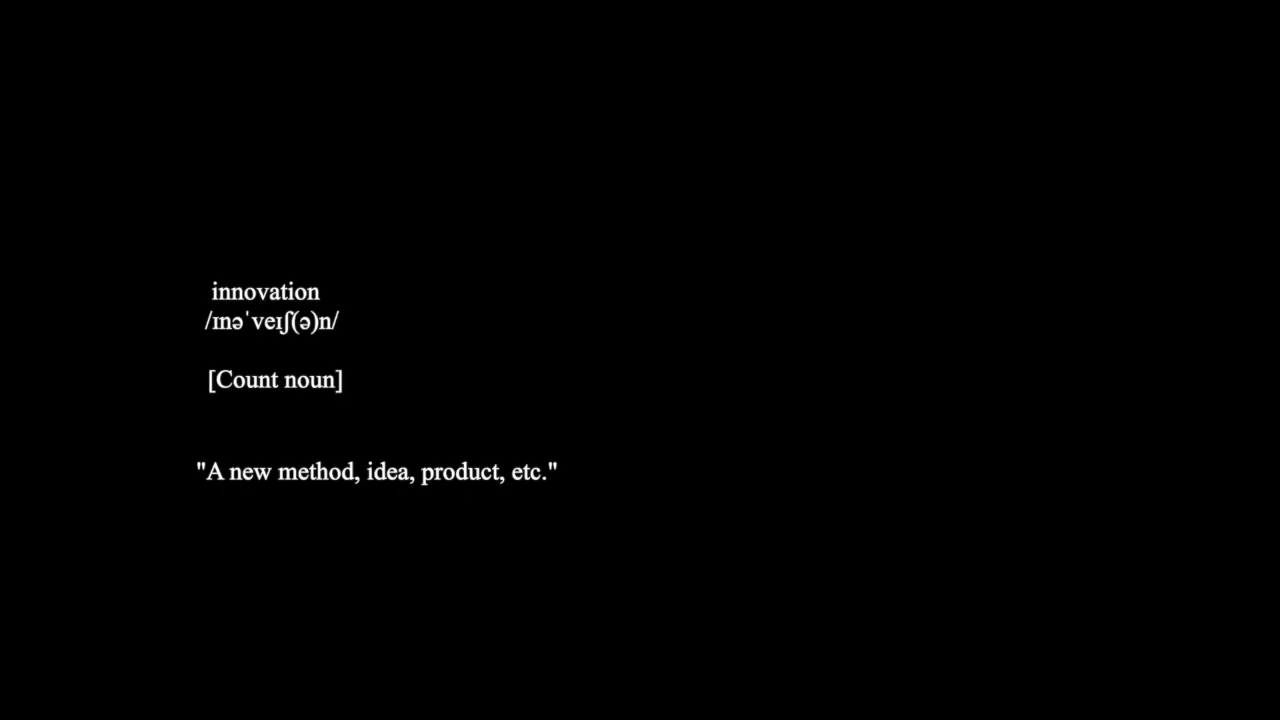 innovation
/ɪnəˈveɪʃ(ə)n/
[Count noun]
"A new method, idea, product, etc."